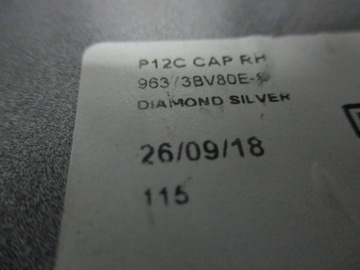 P12C CAP RH
963/3BV80E-
DIAMOND SILVER
26/09/18
115